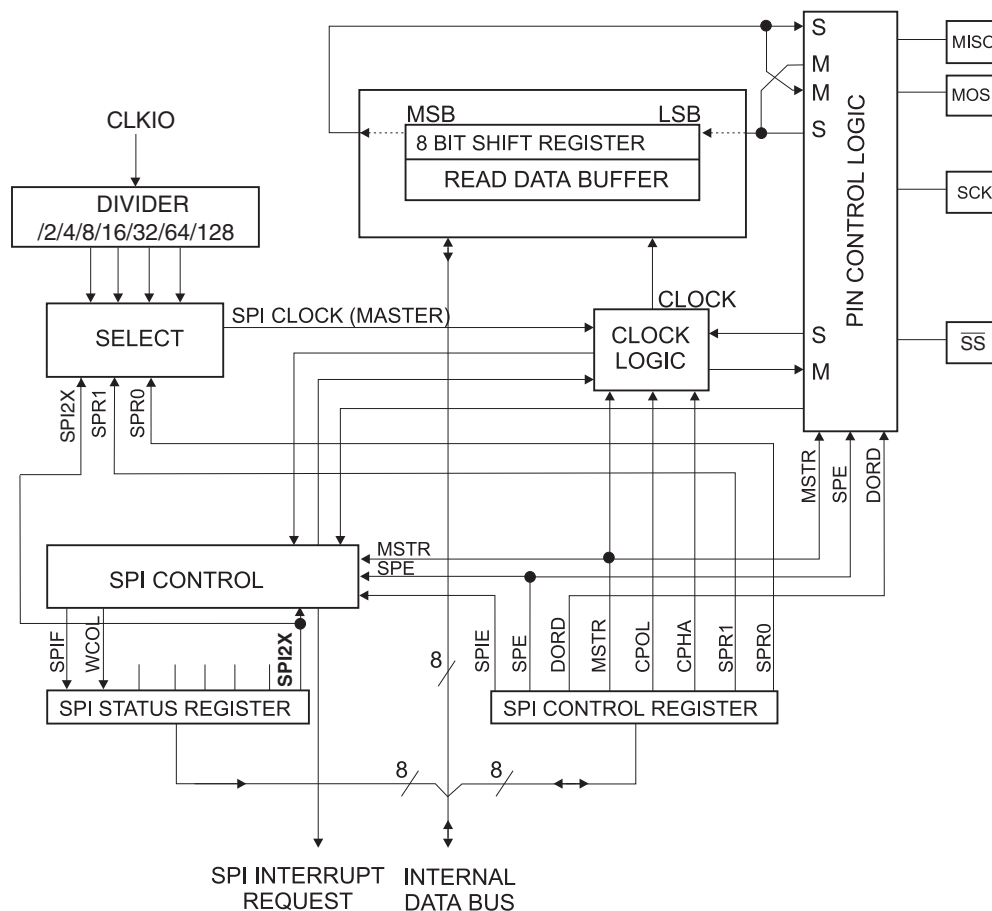 S
MISO
M
MSB
LSB
M
MOSI
CLKIO
8 BIT SHIFT REGISTER
S
READ DATA BUFFER
PIN CONTROL LOGIC
SCK
DIVIDER
/2/4/8/16/32/64/128
CLOCK
SPI CLOCK (MASTER)
SELECT
CLOCK
LOGIC
S
SS
M
SPI2X
SPR1
SPR0
MSTR
SPE
DORD
MSTR
SPE
SPI CONTROL
SPIF
WCOL
SPI2X
SPIE
SPE
DORD
MSTR
CPOL
CPHA
SPR1
SPR0
8
SPI STATUS REGISTER
SPI CONTROL REGISTER
8
8
SPI INTERRUPT
REQUEST
INTERNAL
DATA BUS